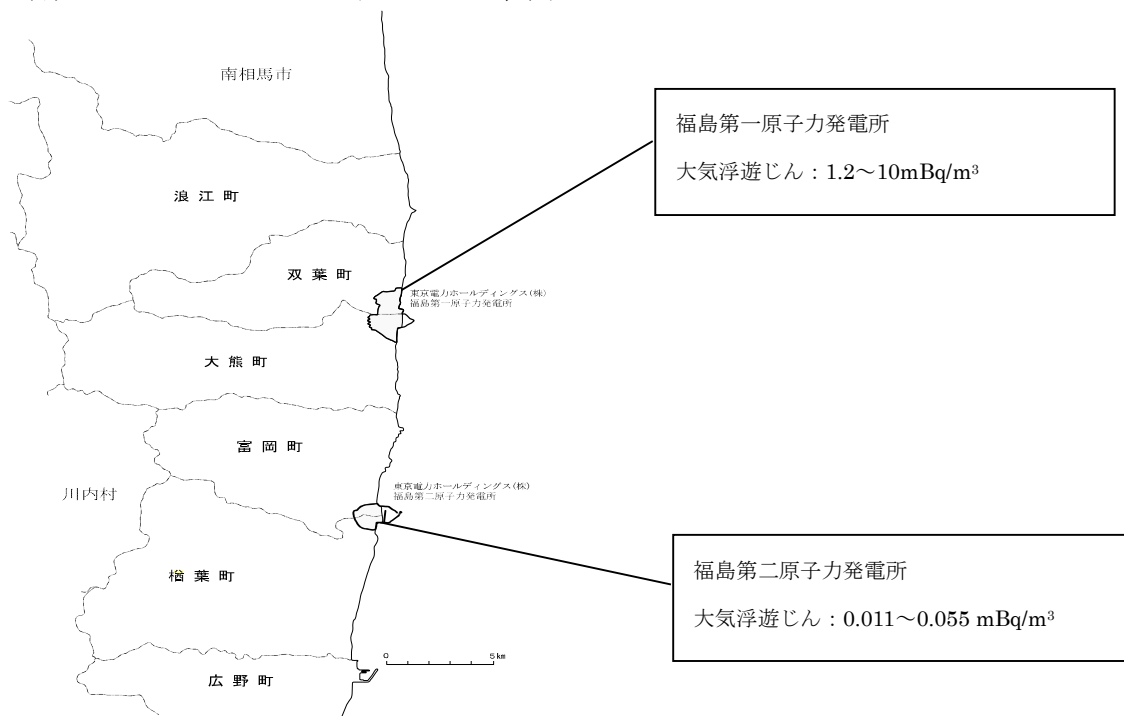 南相馬市
福島第一原子力発電所
大気浮遊じん：1.2～10mBq/m³
浪江町
双葉町
東京電力ホールディングス(株)
福島第一原子力発電所
大熊町
富岡町
東京電力ホールディングス(株)
福島第二原子力発電所
川内村
福島第二原子力発電所
大気浮遊じん：0.011～0.055 mBq/m³
楢葉町
0 5km
広野町